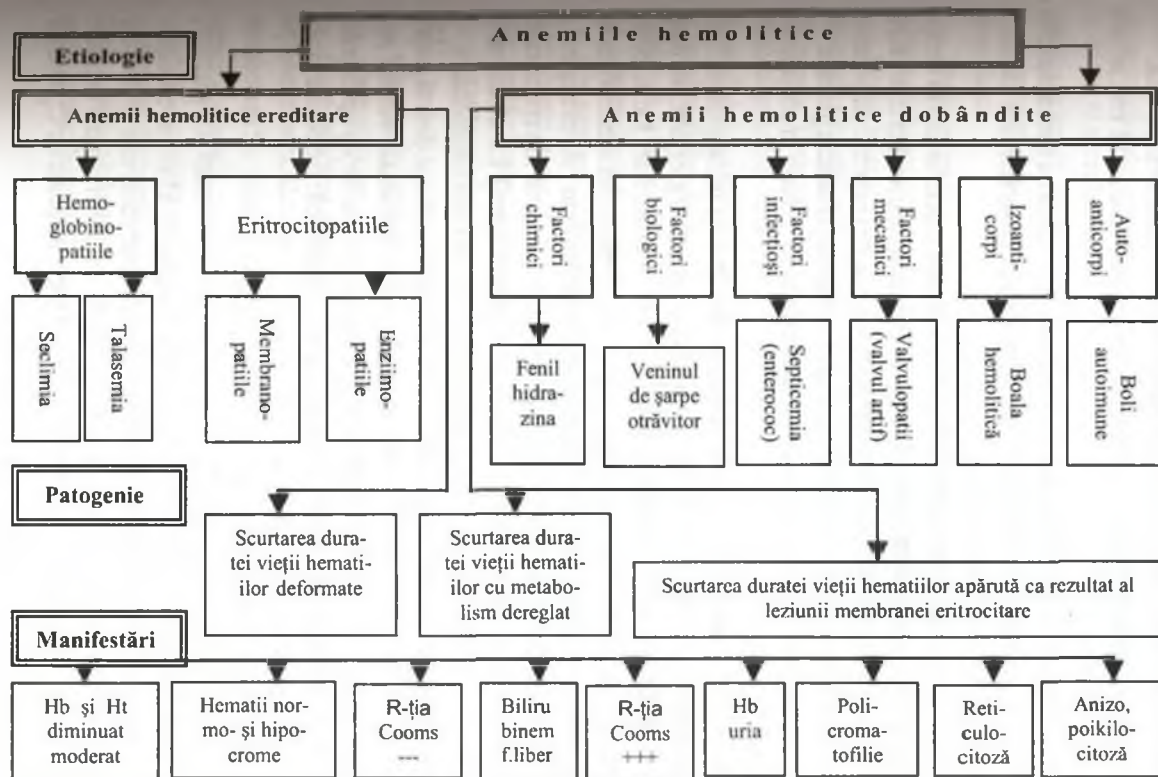 Anemiile hemolitice
Etiologie
Anemii hemolitice ereditare
Anemii hemolitice dobândite
Hemo-
globino-
patiile
Eritrocitopatiile
Factori
chimici
Factori
biologici
Factori
infecțioși
Factori
mecanici
Izoanti-
corpi
Auto-
anticorpi
Seclimia
Talasemia
Membrano-
patiile
Enziimo-
patiile
Fenil
hidra-
zina
Veninul
de șarpe
otrăvitor
Septicemia
(enterococ)
Valvulopatii
(valvul artif)
Boala
hemolitică
Boli
autoimune
Patogenie
Scurtarea dura-
tei vieții hemati-
ilor deformate
Scurtarea dura-
tei vieții hemati-
ilor cu metabo-
lism dereglat
Scurtarea duratei vieții hematiilor apărută ca rezultat al
leziunii membranei eritrocitare
Manifestări
Hb și Ht
diminuat
moderat
Hematii nor-
mo- și hipo-
crome
R-ția
Cooms
---
Biliru
binem
f.liber
R-ția
Cooms
+++
Hb
uria
Poli-
croma-
tofilie
Reti-
culo-
citoză
Anizo,
poikilo-
citoză